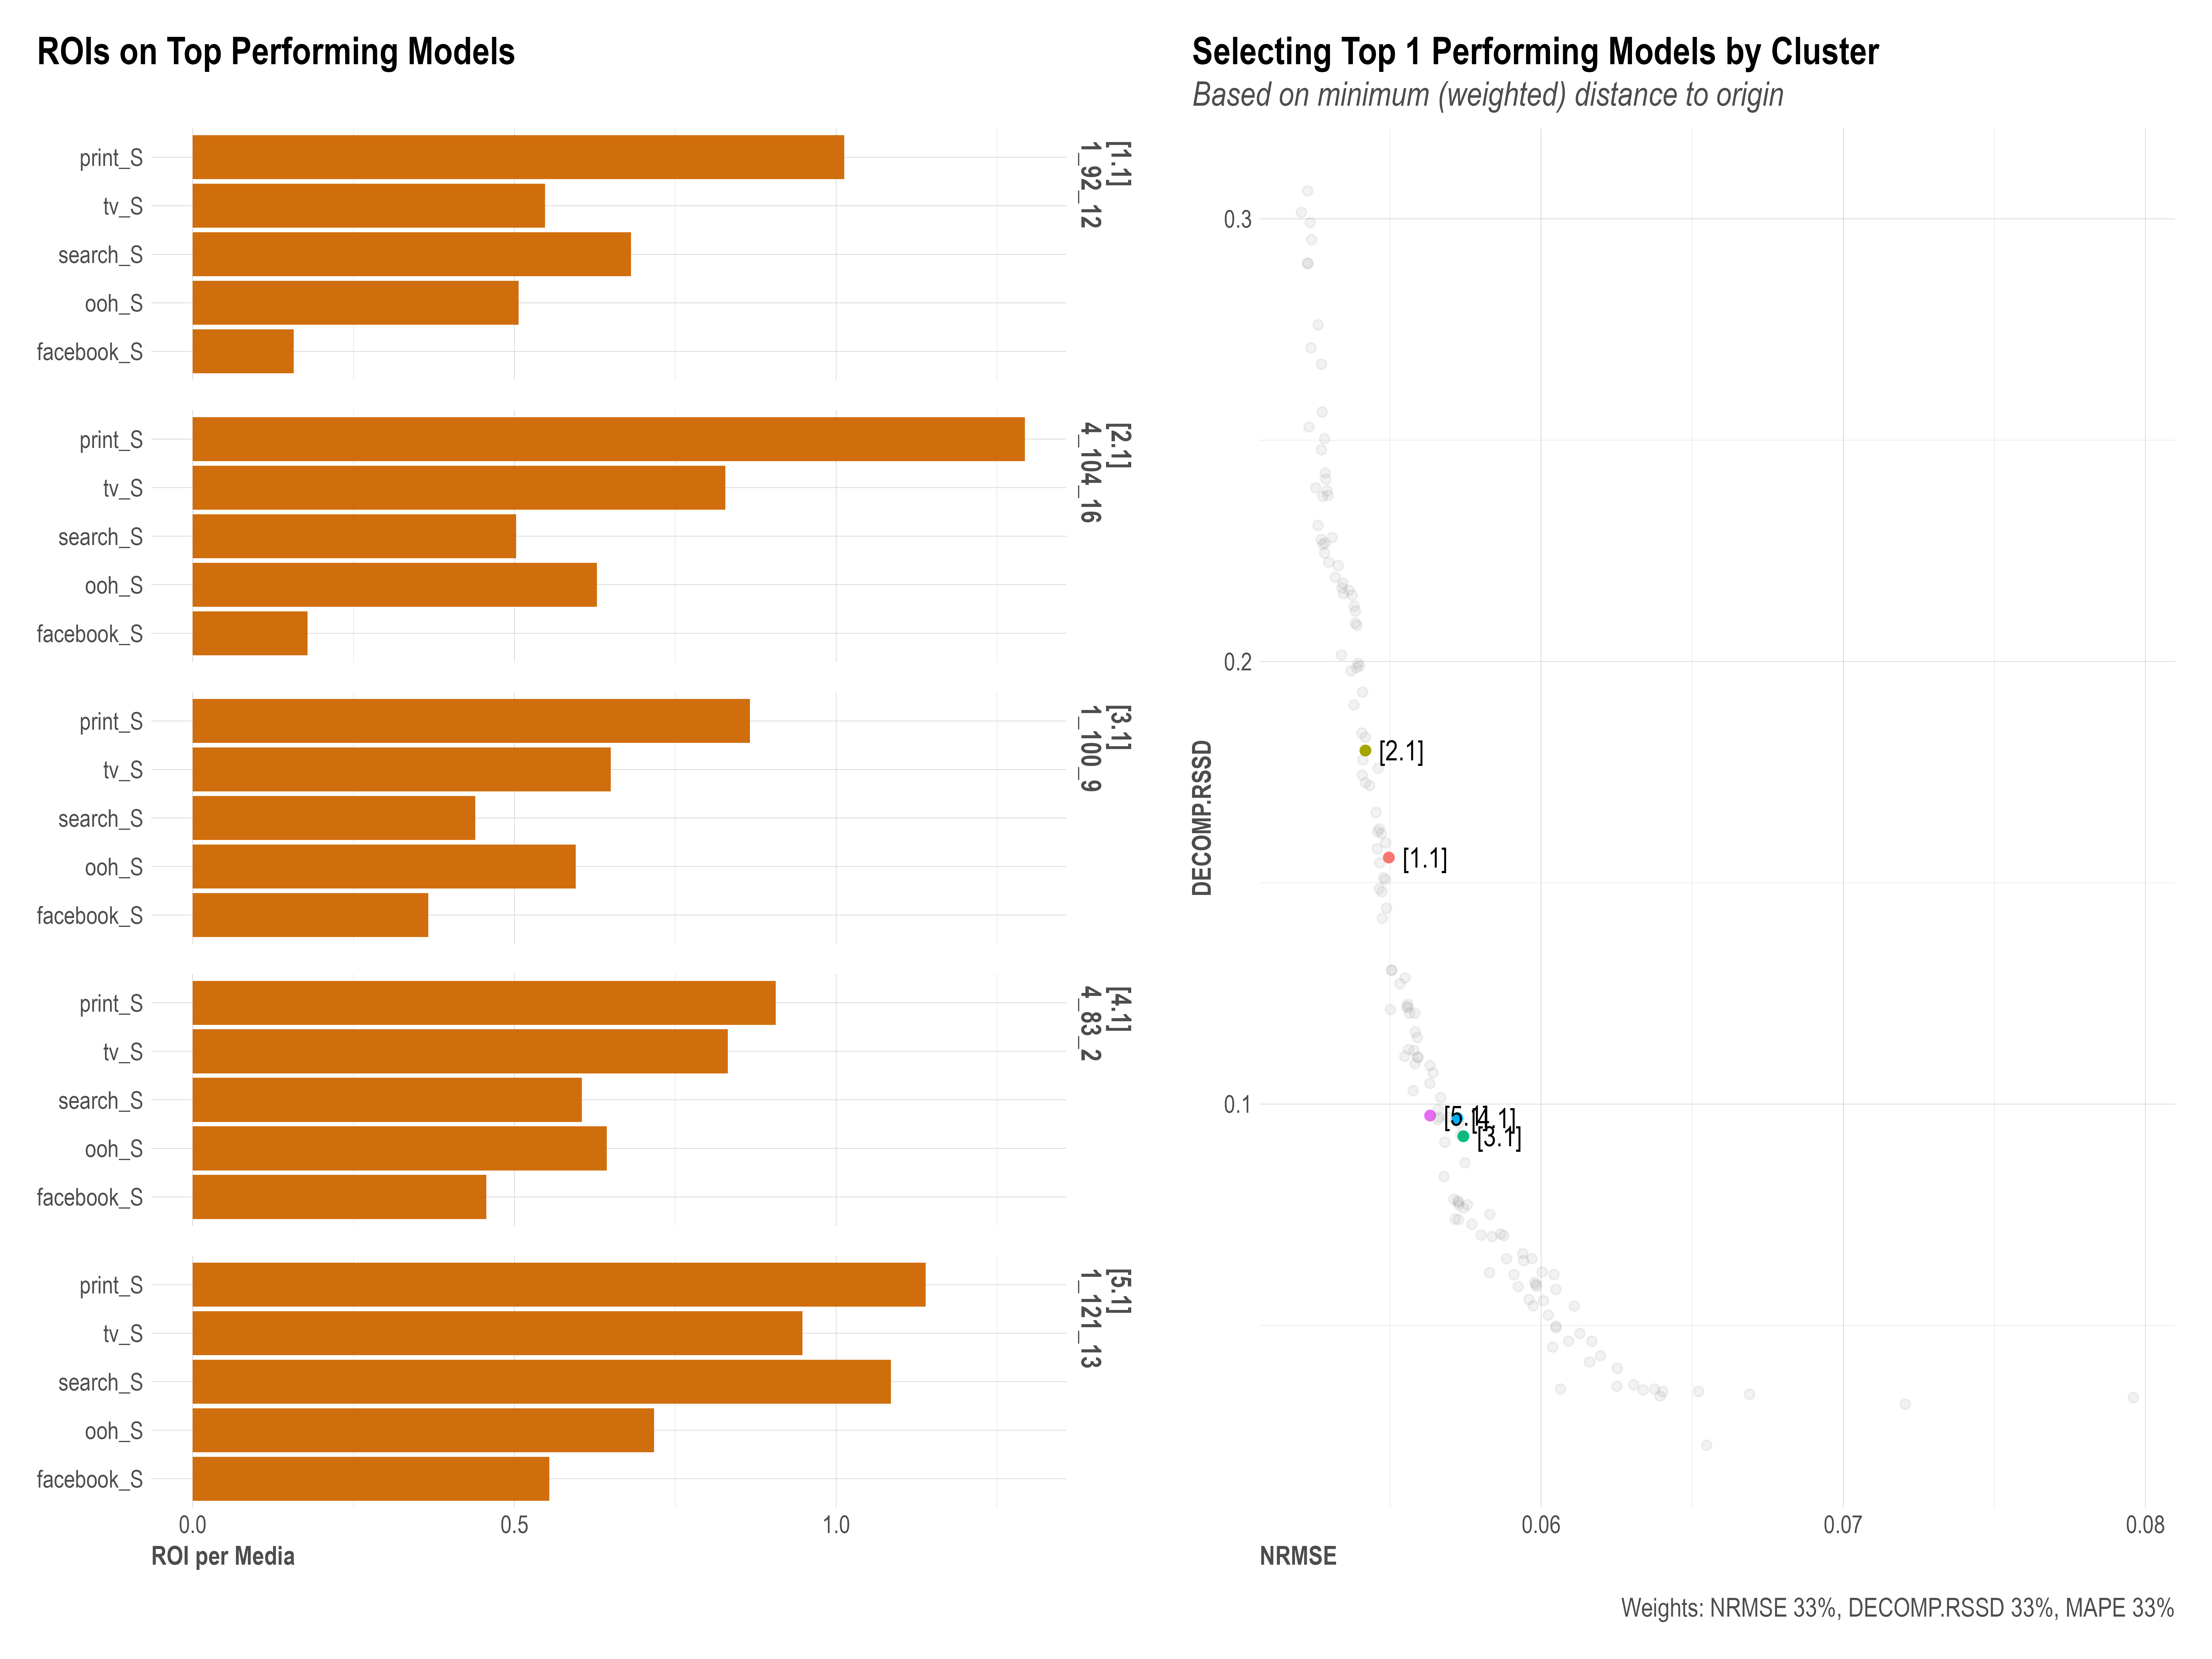 ROIs on Top Performing Models
print_S
tv_S
search_S
ooh_S
facebook_S
[1.1]
1_92_12
print_S
tv_S
search_S
ooh_S
facebook_S
[2.1]
4_104_16
print_S
tv_S
search_S
ooh_S
facebook_S
[3.1]
1_100_9
print_S
tv_S
search_S
ooh_S
facebook_S
[4.1]
4_83_2
print_S
tv_S
search_S
ooh_S
facebook_S
[5.1]
1_121_13
0.0
0.5
1.0
ROI per Media
Selecting Top 1 Performing Models by Cluster
Based on minimum (weighted) distance to origin
DECOMP.RSSD
0.3
0.2
0.1
[2.1]
[1.1]
[5.1]
[4.1]
[3.1]
0.06
0.07
0.08
NRMSE
Weights: NRMSE 33%, DECOMP.RSSD 33%, MAPE 33%